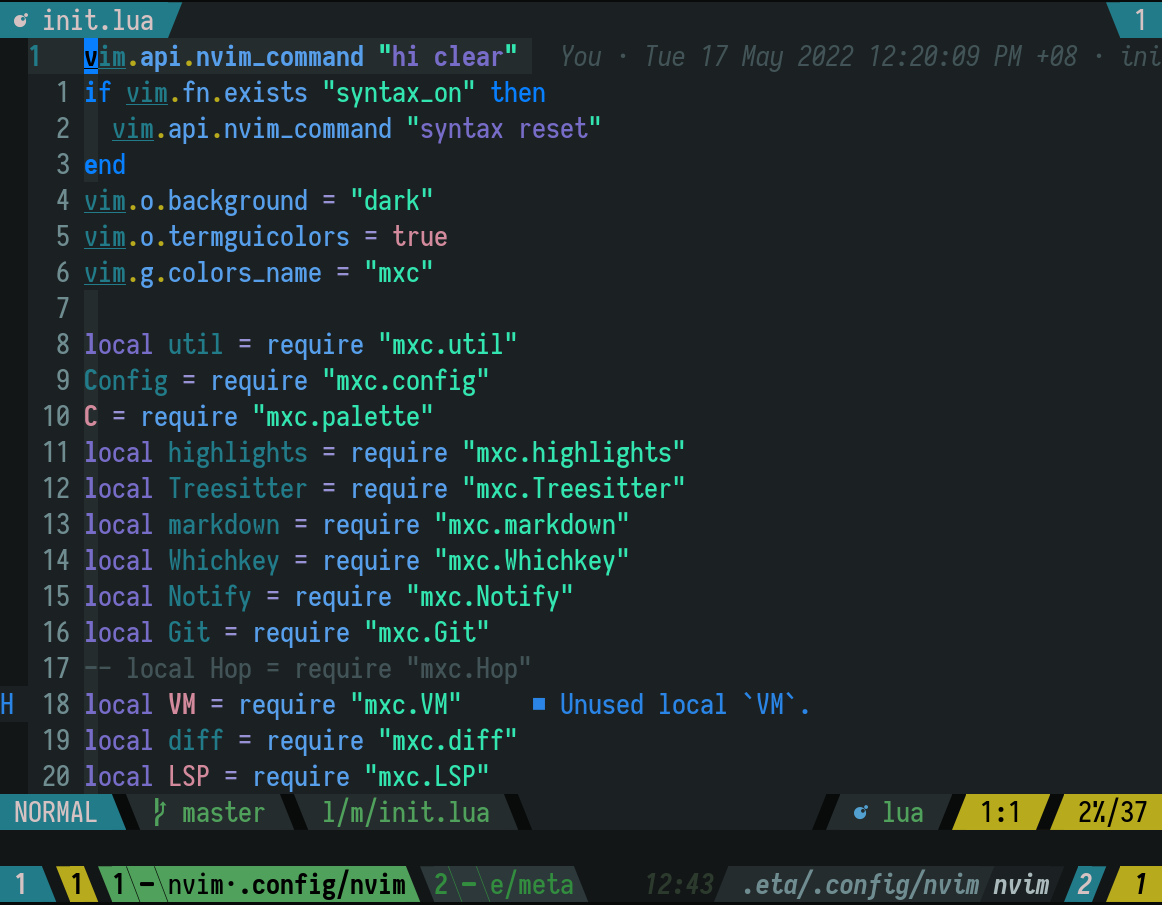 init.lua 1
1 vim.api.nvim_command "hi clear" You · Tue 17 May 2022 12:20:09 PM +08 · ini
1 if vim.fn.exists "syntax_on" then
2 vim.api.nvim_command "syntax reset"
3 end
4 vim.o.background = "dark"
5 vim.o.termguicolors = true
6 vim.g.colors_name = "mxc"
7
8 local util = require "mxc.util"
9 Config = require "mxc.config"
10 C = require "mxc.palette"
11 local highlights = require "mxc.highlights"
12 local Treesitter = require "mxc.Treesitter"
13 local markdown = require "mxc.markdown"
14 local Whichkey = require "mxc.Whichkey"
15 local Notify = require "mxc.Notify"
16 local Git = require "mxc.Git"
17 -- local Hop = require "mxc.Hop"
H 18 local VM = require "mxc.VM" ■ Unused local `VM`.
19 local diff = require "mxc.diff"
20 local LSP = require "mxc.LSP"
NORMAL master l/m/init.lua lua 1:1 2%/37
1 1 1 - nvim·.config/nvim 2 - e/meta 12:43 .eta/.config/nvim nvim 2 1